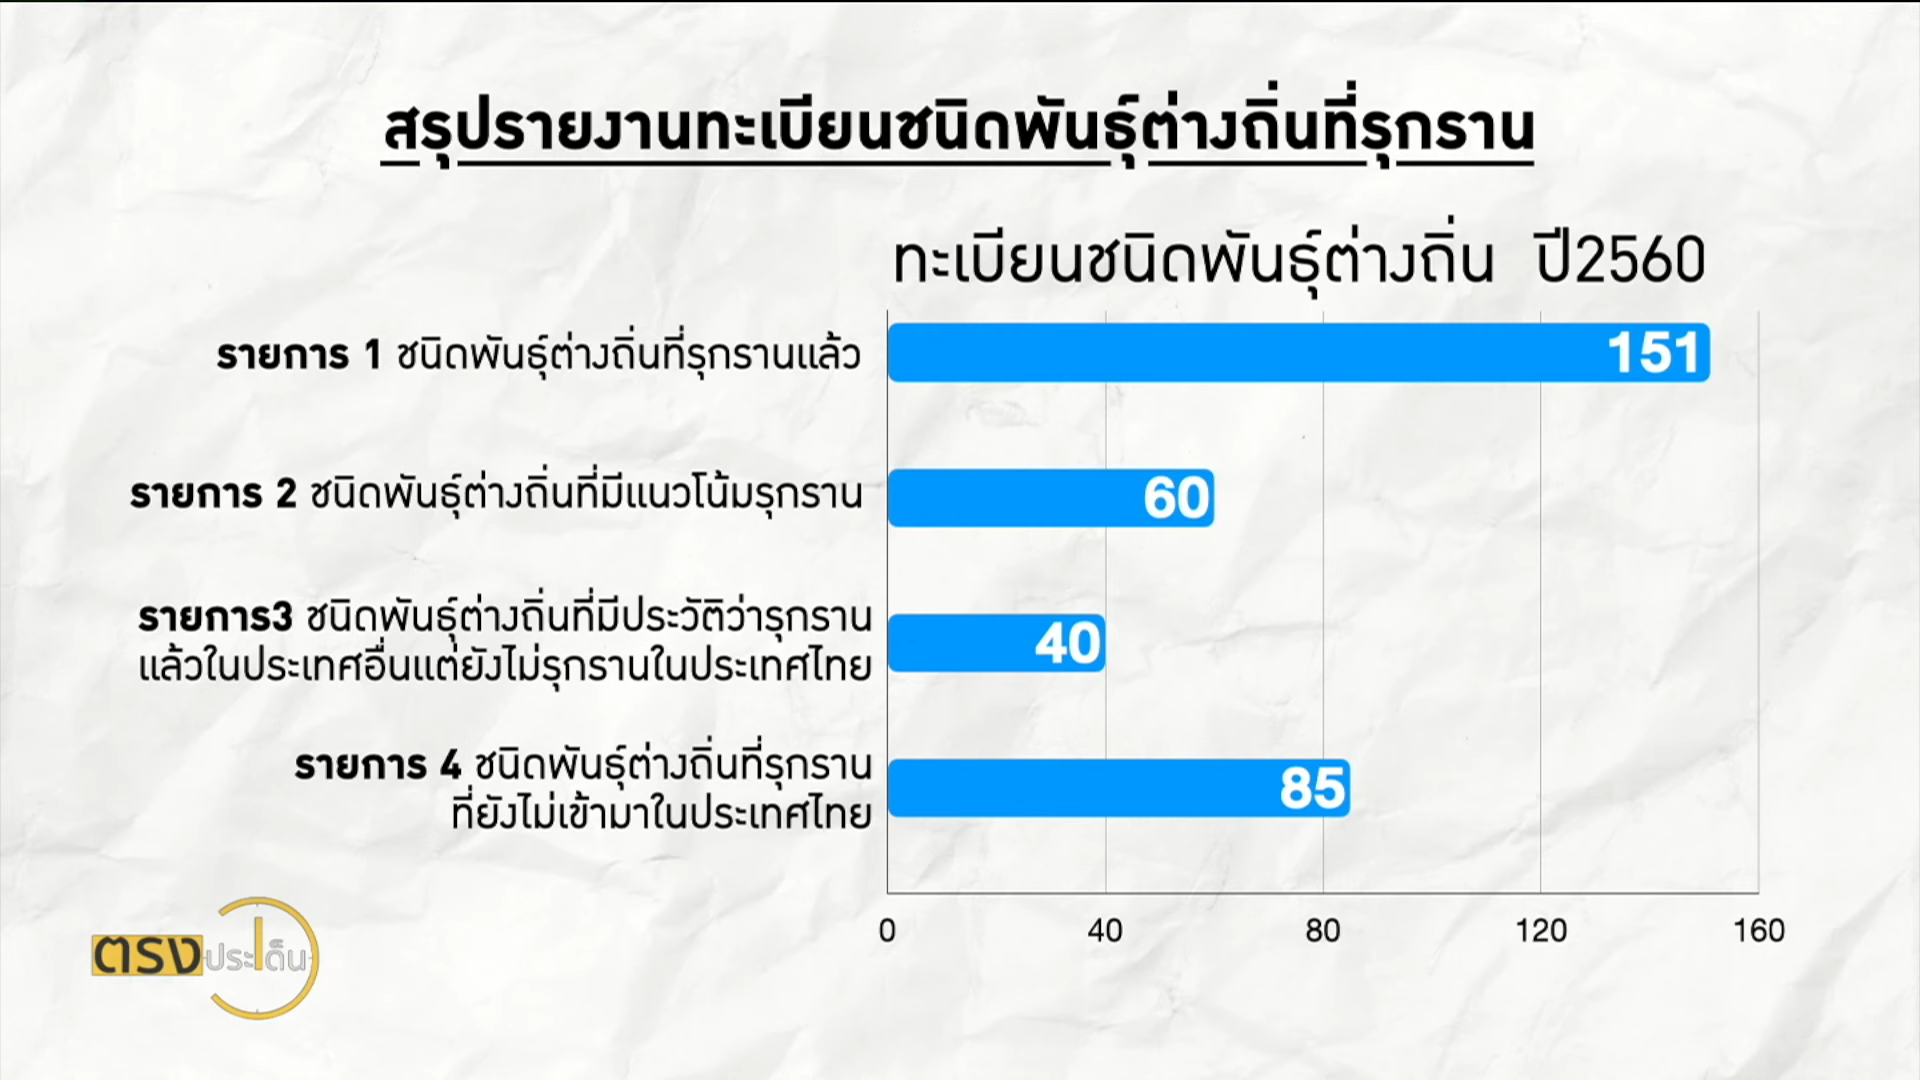 สรุปรายงานทะเบียนชนิดพันธุ์ต่างถิ่นที่รุกราน
ทะเบียนชนิดพันธุ์ต่างถิ่น ปี2560
รายการ 1 ชนิดพันธุ์ต่างถิ่นที่รุกรานแล้ว
151
รายการ 2 ชนิดพันธุ์ต่างถิ่นที่มีแนวโน้มรุกราน
60
รายการ3 ชนิดพันธุ์ต่างถิ่นที่มีประวัติว่ารุกราน
แล้วในประเทศอื่นแต่ยังไม่รุกรานในประเทศไทย
40
รายการ 4 ชนิดพันธุ์ต่างถิ่นที่รุกราน
ที่ยังไม่เข้ามาในประเทศไทย
85
0 40 80 120 160
ตรงประเด็น